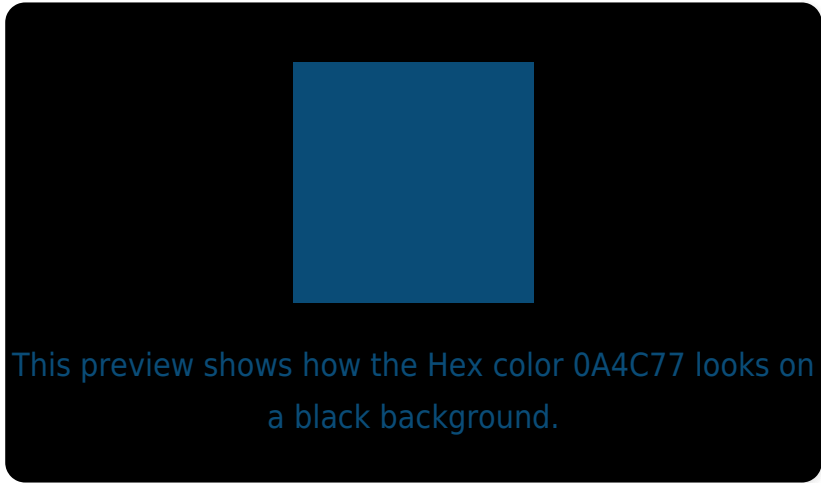 This preview shows how the Hex color 0A4C77 looks on
a black background.